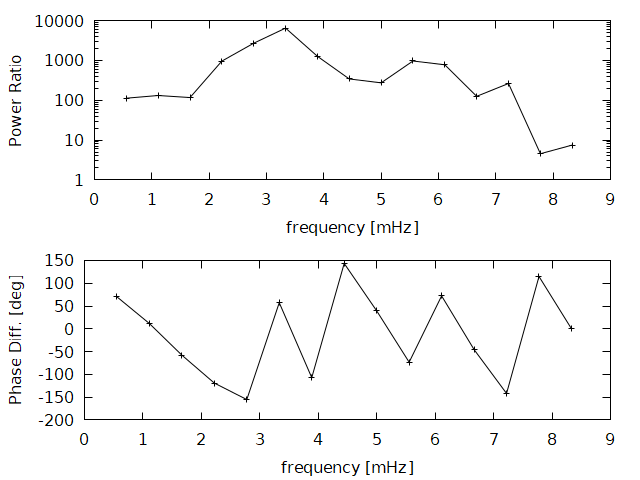 10000
1000
100
10
1
Power Ratio
0 1 2 3 4 5 6 7 8 9
frequency [mHz]
150
100
50
0
-50
-100
-150
-200
Phase Diff. [deg]
0 1 2 3 4 5 6 7 8 9
frequency [mHz]